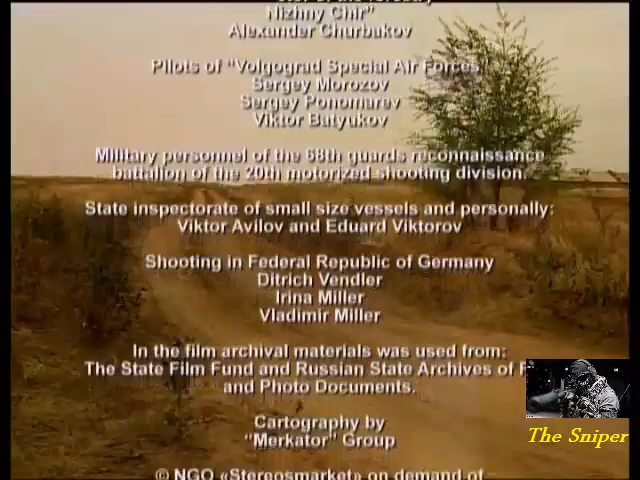 Nizhny Chir"
Alexander Churbakov
Pilots of "Volgograd Special Air Forces"
Sergey Morozov
Sergey Ponomarev
Viktor Batyukov
Military personnel of the 68th guards reconnaissance
battalion of the 20th motorized shooting division.
State inspectorate of small size vessels and personally:
Viktor Avilov and Eduard Viktorov
Shooting in Federal Republic of Germany
Ditrich Vendler
Irina Miller
Vladimir Miller
In the film archival materials was used from:
The State Film Fund and Russian State Archives of
and Photo Documents.
Cartography by
"Merkator" Group
The Sniper
© NGO «Stereosmarket» on demand of